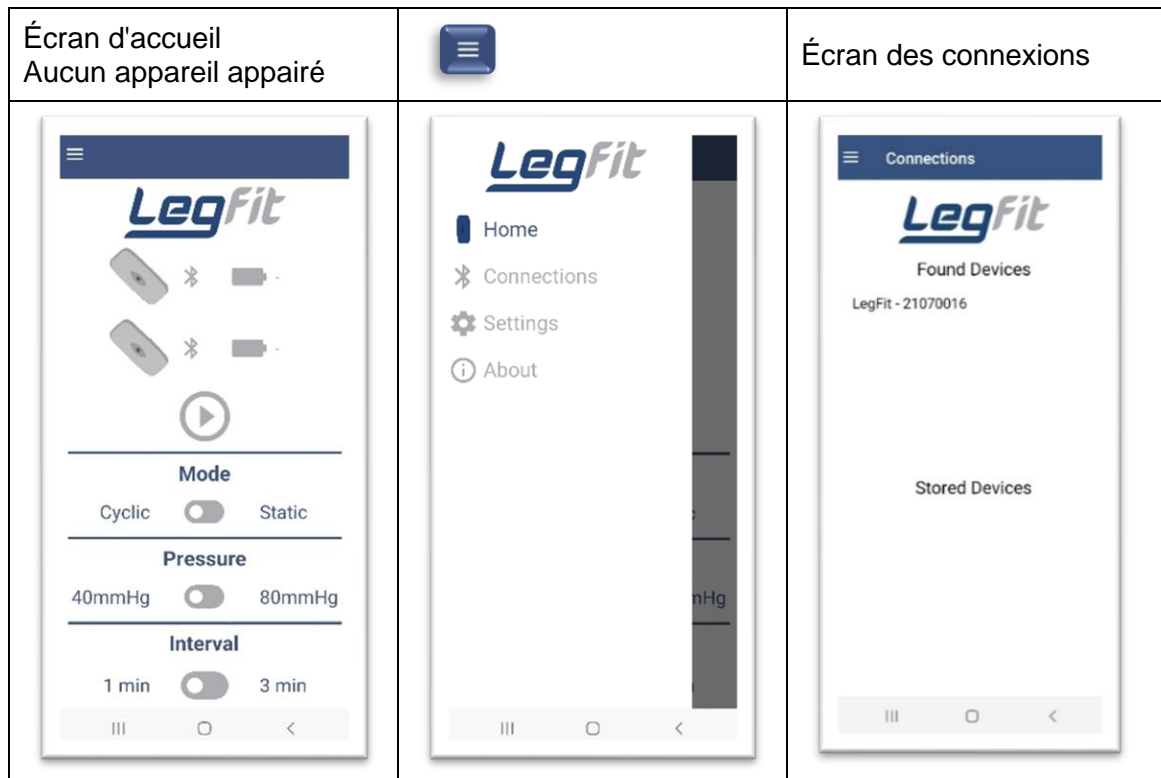 Écran d'accueil
Aucun appareil appairé
Écran des connexions
LegFit
Mode
Cyclic Static
Pressure
40mmHg 80mmHg
Interval
1 min 3 min
LegFit
Home
Connections
Settings
About
mHg
Connections
LegFit
Found Devices
LegFit - 21070016
Stored Devices